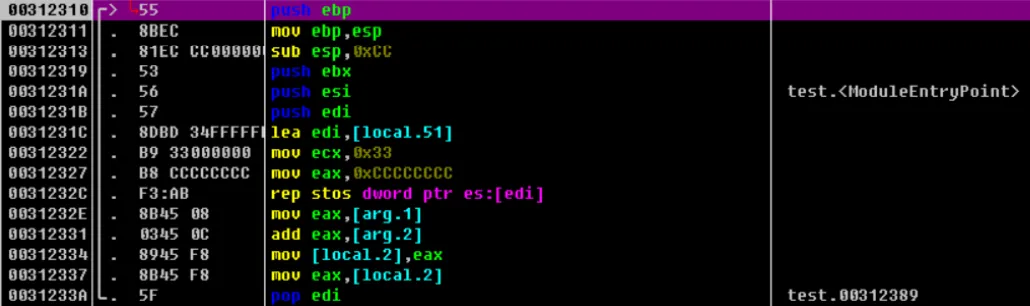 00312310 > 55 push ebp
00312311 . 8BEC mov ebp,esp
00312313 . 81EC CC000000 sub esp,0xCC
00312319 . 53 push ebx
0031231A . 56 push esi test.<ModuleEntryPoint>
0031231B . 57 push edi
0031231C . 8DBD 34FFFFFF lea edi,[local.51]
00312322 . B9 33000000 mov ecx,0x33
00312327 . B8 CCCCCCCC mov eax,0xCCCCCCCC
0031232C . F3:AB rep stos dword ptr es:[edi]
0031232E . 8B45 08 mov eax,[arg.1]
00312331 . 0345 0C add eax,[arg.2]
00312334 . 8945 F8 mov [local.2],eax
00312337 . 8B45 F8 mov eax,[local.2]
0031233A . 5F pop edi test.00312389